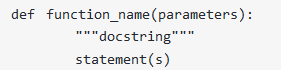 def function_name(parameters):
        """docstring"""
        statement(s)